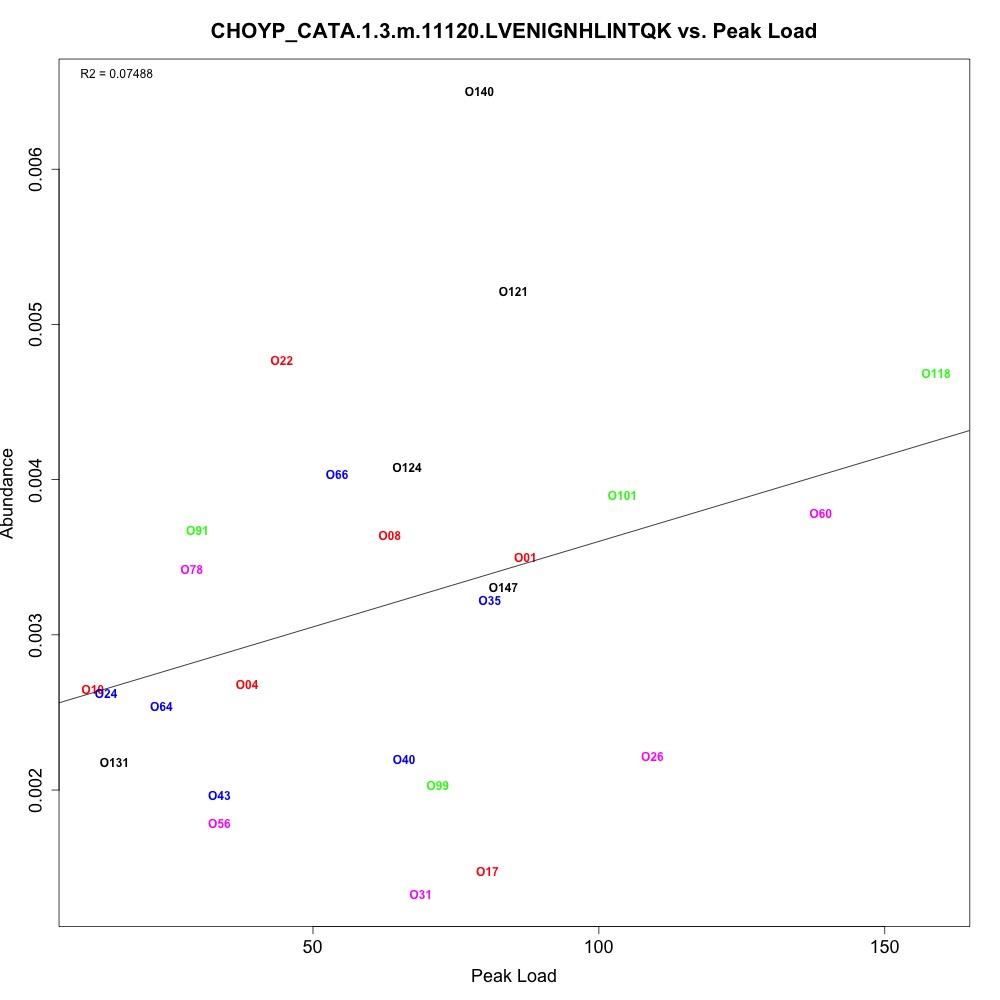 CHOYP_CATA.1.3.m.11120.LVENIGNHLINTQK vs. Peak Load
R2 = 0.07488
O140
0.006
O121
0.005
O22
O118
O124
O66
0.004
O101
O60
O91
O08
O01
O78
O147
O35
0.003
O04
O10
O24
O64
O131
O40
O26
O99
0.002
O43
O56
O17
O31
Abundance
50
100
150
Peak Load